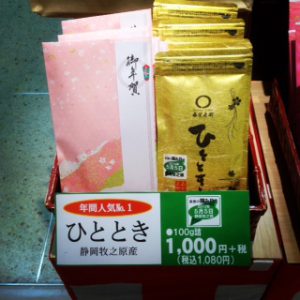 御年賀
ひととき
年間人気No.1
ひととき
静岡牧之原産
●100g詰
1,000円+税
(税込1,080円)